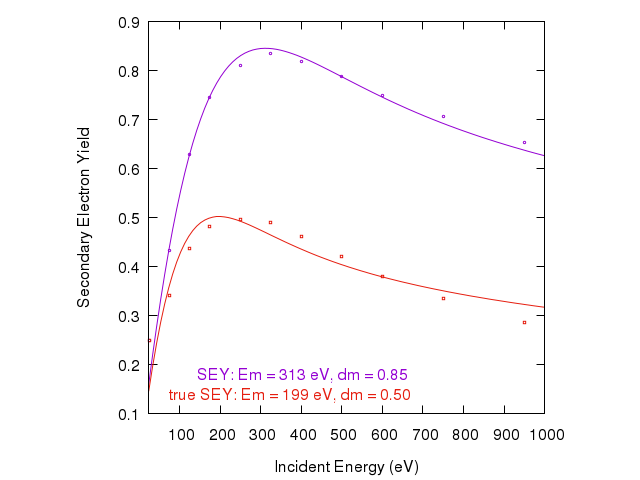 0.9
0.8
0.7
0.6
0.5
0.4
0.3
0.2
0.1
Secondary Electron Yield
SEY: Em = 313 eV, dm = 0.85
true SEY: Em = 199 eV, dm = 0.50
100 200 300 400 500 600 700 800 900 1000
Incident Energy (eV)